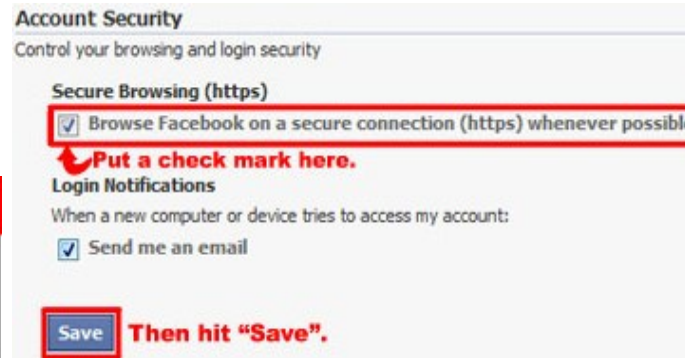 Account Security
Control your browsing and login security
Secure Browsing (https)
Browse Facebook on a secure connection (https) whenever possible
Put a check mark here.
Login Notifications
When a new computer or device tries to access my account:
Send me an email
Save Then hit “Save”.